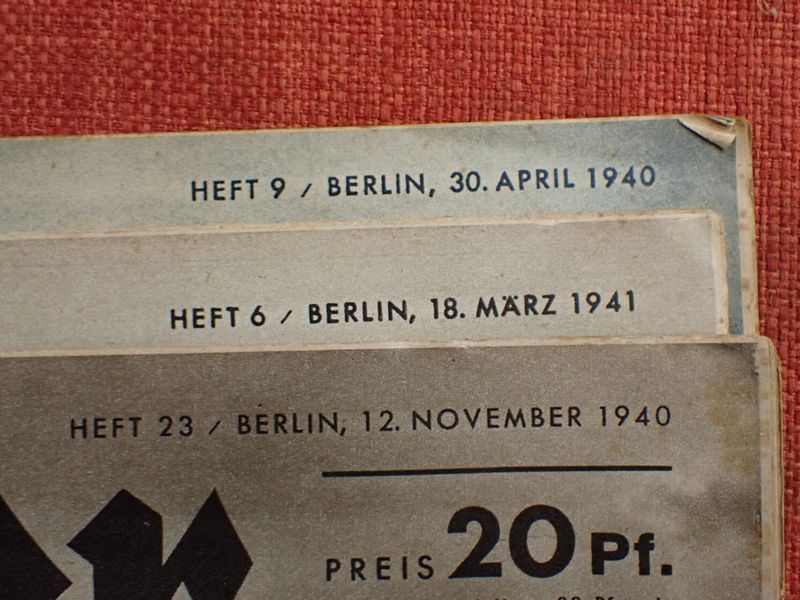 HEFT 9 / BERLIN, 30. APRIL 1940
HEFT 6 / BERLIN, 18. MÄRZ 1941
HEFT 23 / BERLIN, 12. NOVEMBER 1940
PREIS 20 Pf.